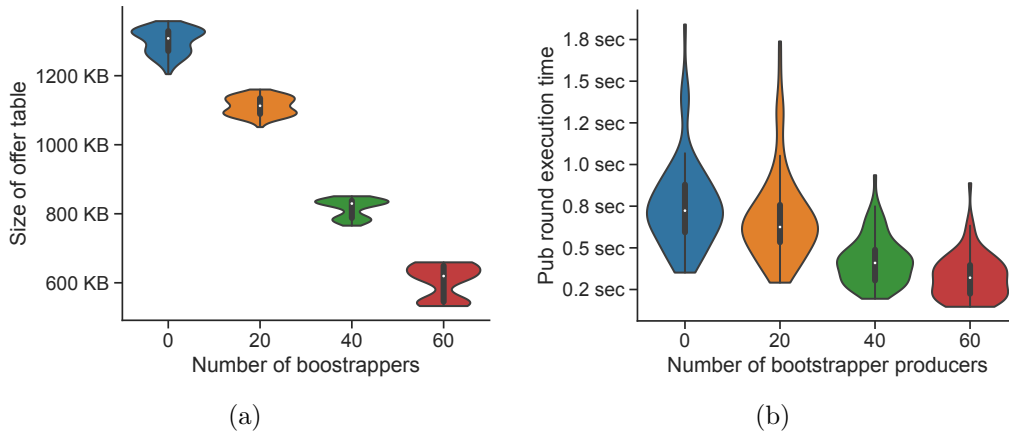 Size of offer table
1200 KB
1000 KB
800 KB
600 KB
0 20 40 60
Number of boostrappers
(a)
Pub round execution time
1.8 sec
1.5 sec
1.2 sec
1.0 sec
0.8 sec
0.5 sec
0.2 sec
0 20 40 60
Number of bootstrapper producers
(b)